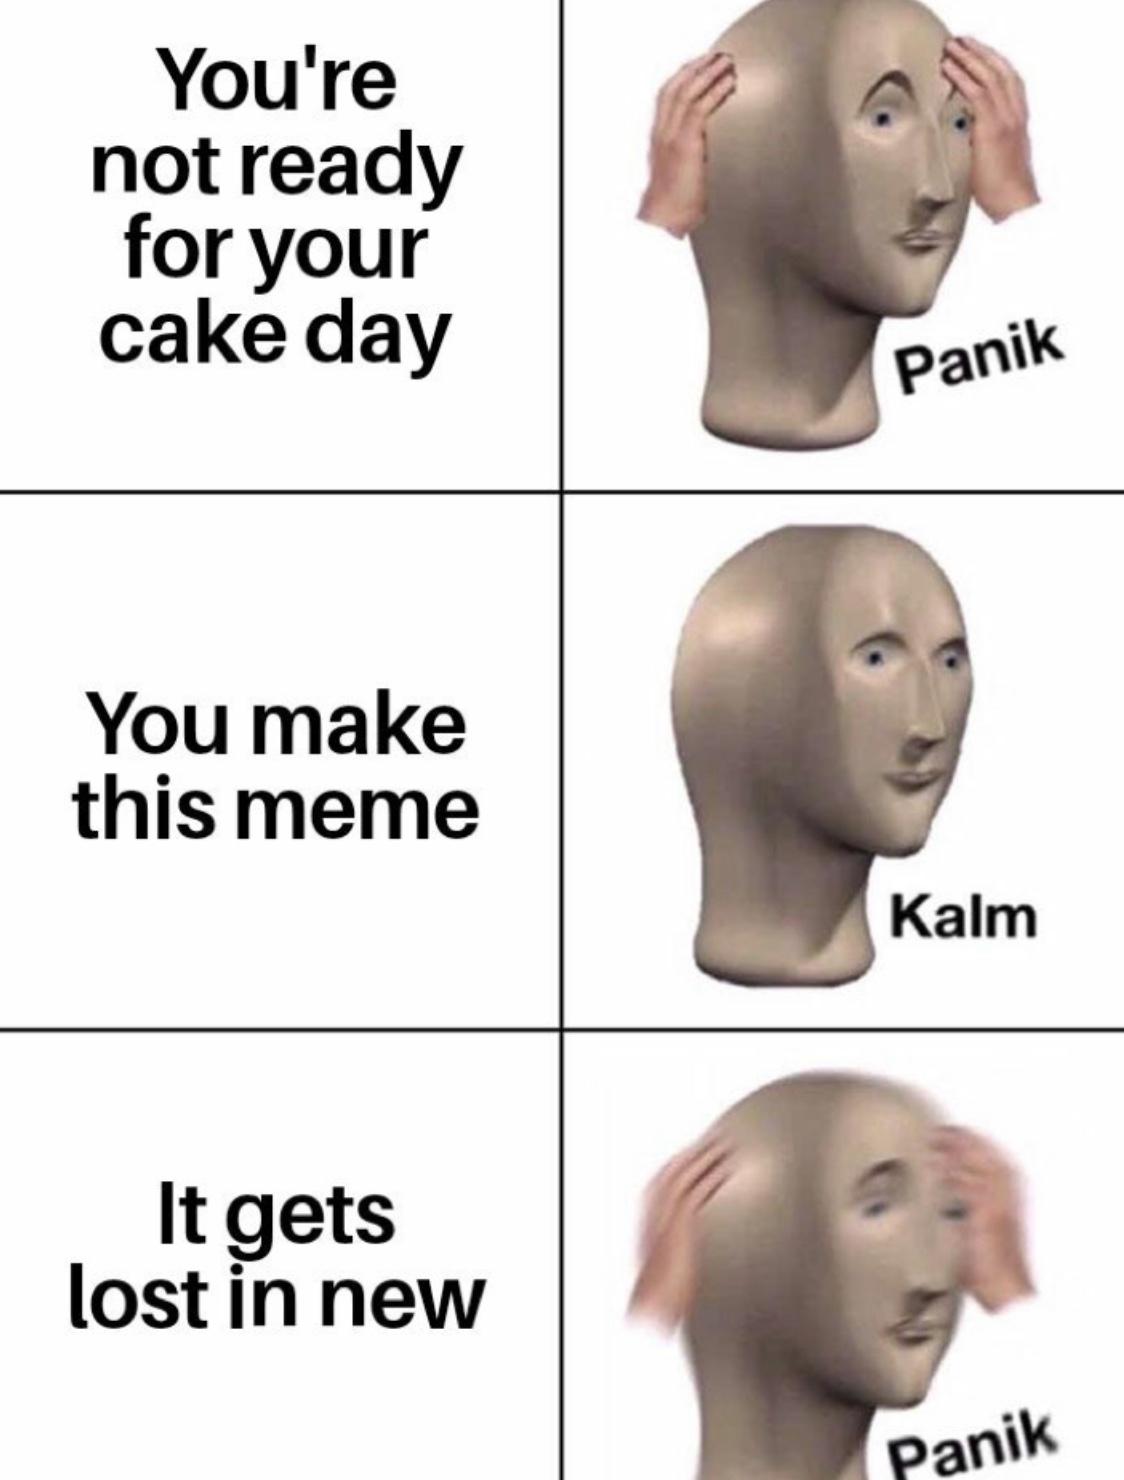 You're
not ready
for your
cake day
Panik
You make
this meme
Kalm
It gets
lost in new
Panik